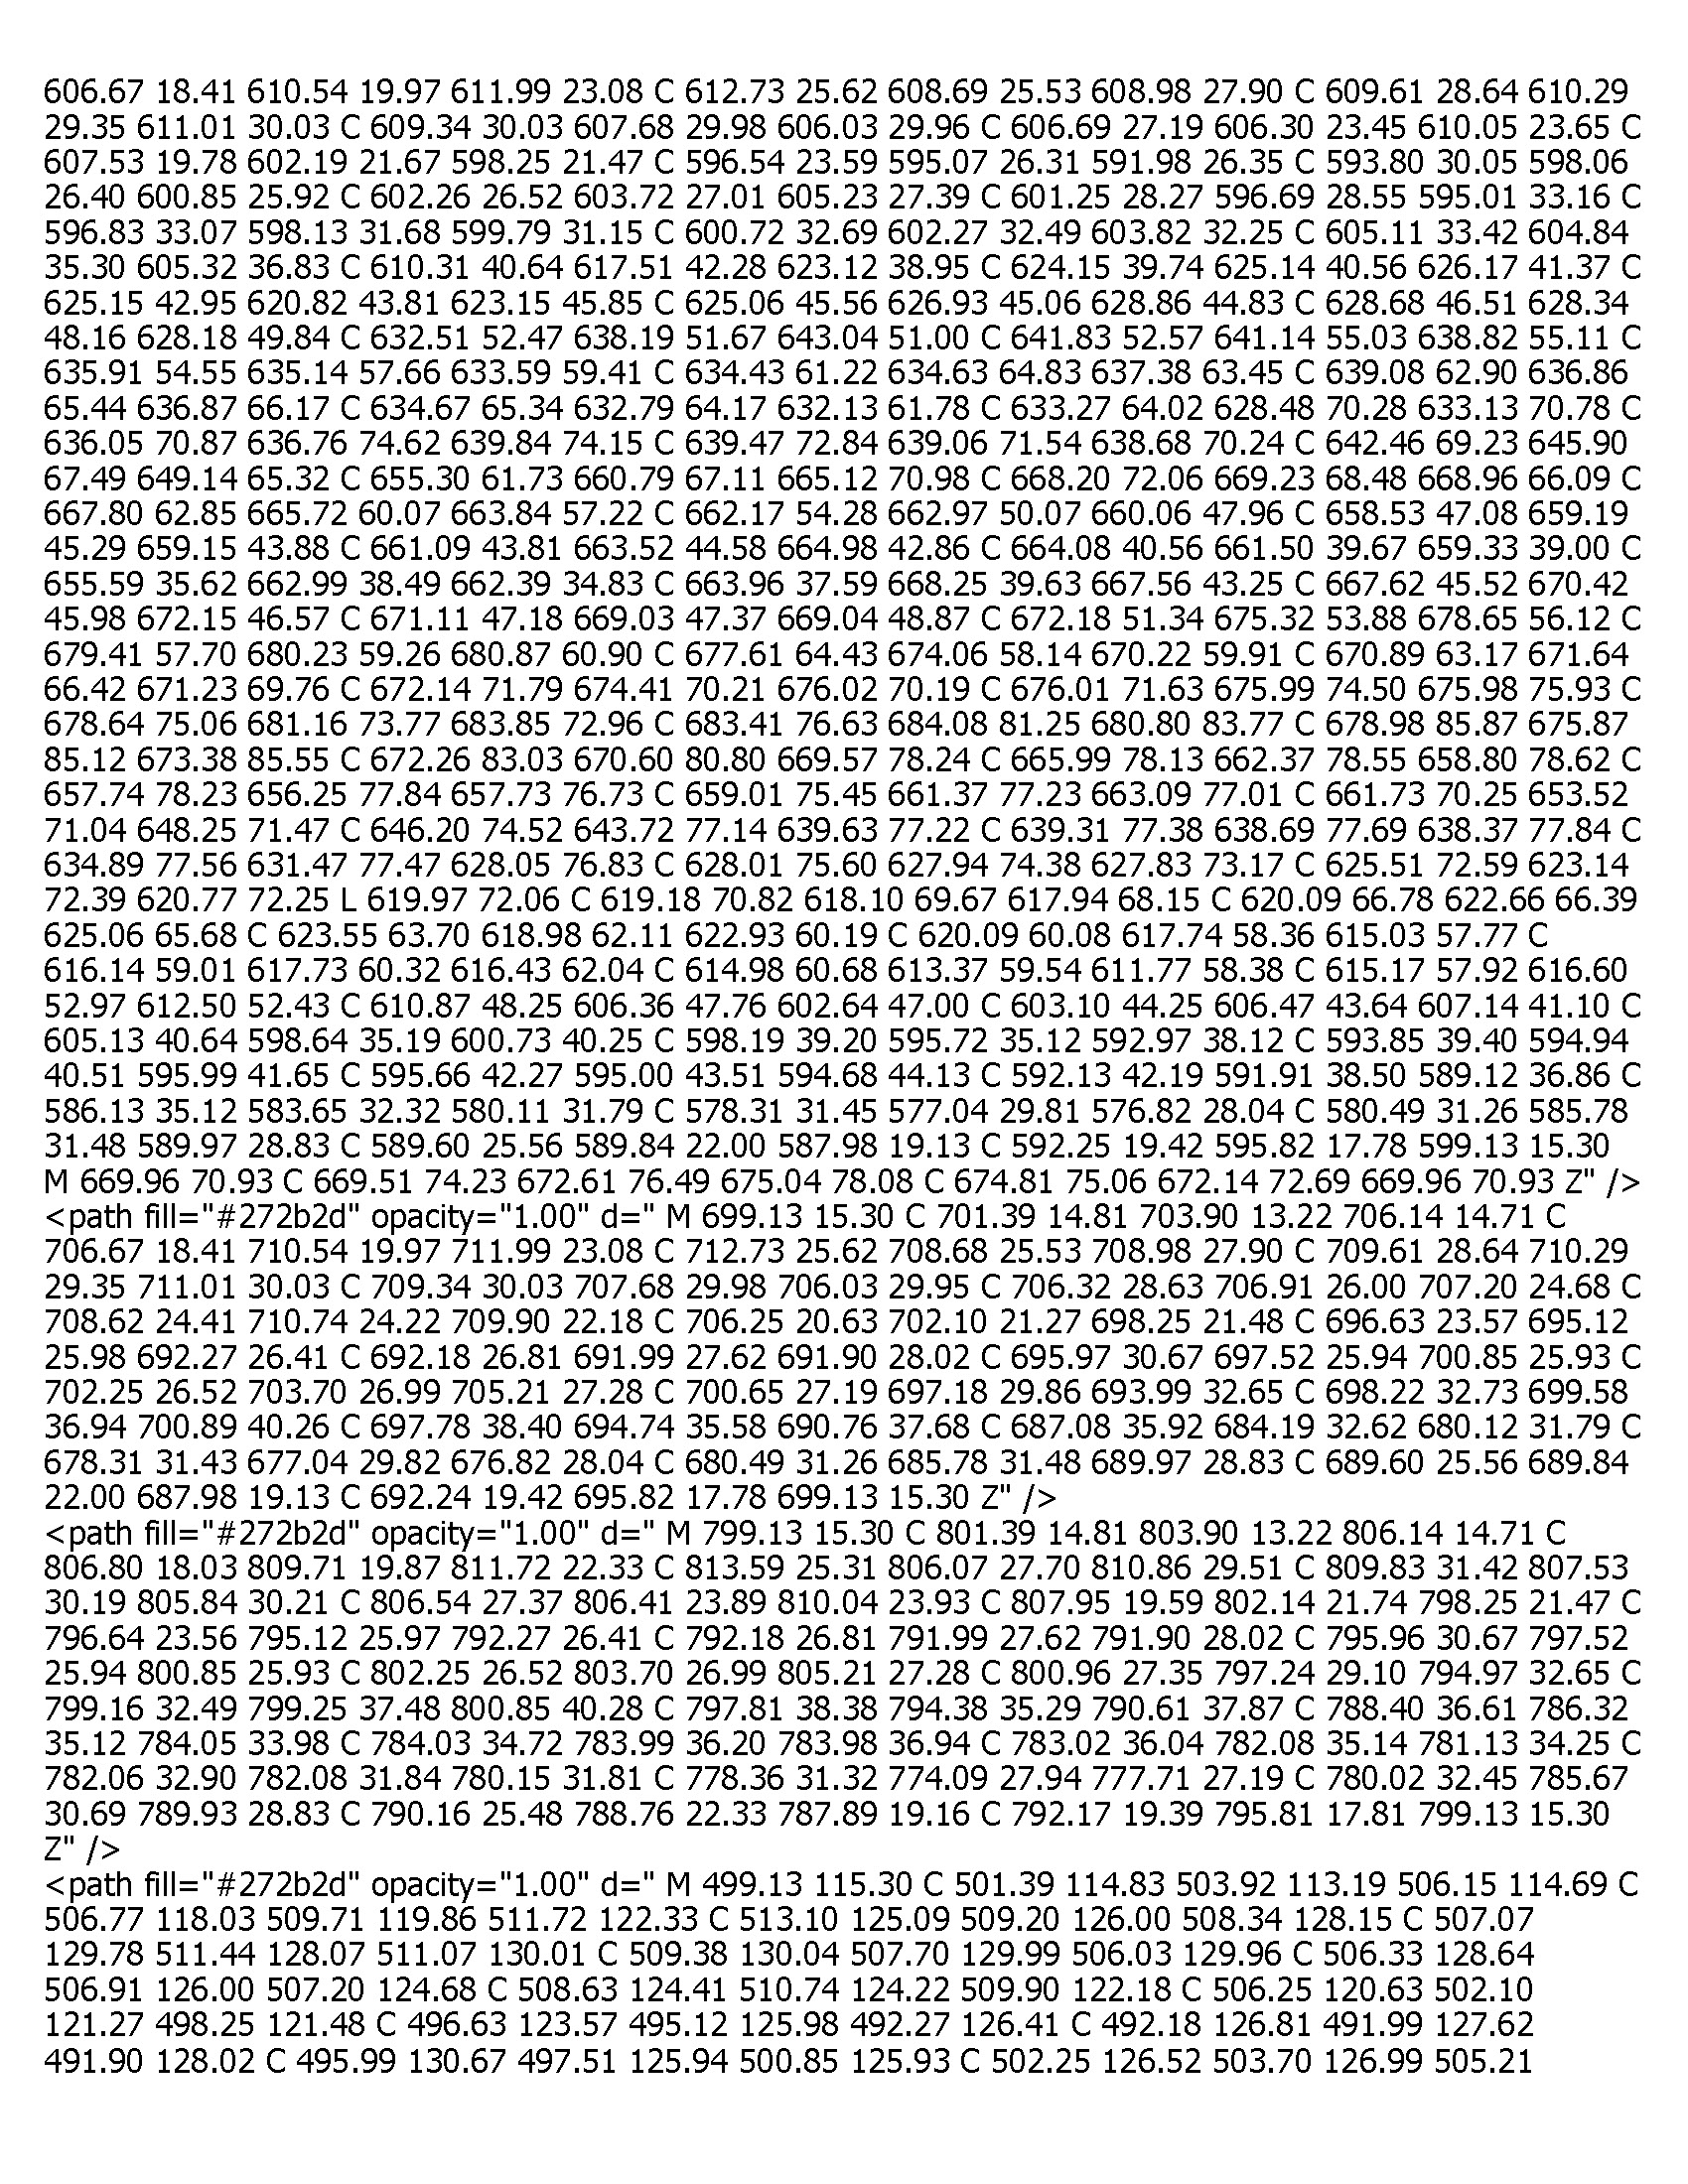 606.67 18.41 610.54 19.97 611.99 23.08 C 612.73 25.62 608.69 25.53 608.98 27.90 C 609.61 28.64 610.29
29.35 611.01 30.03 C 609.34 30.03 607.68 29.98 606.03 29.96 C 606.69 27.19 606.30 23.45 610.05 23.65 C
607.53 19.78 602.19 21.67 598.25 21.47 C 596.54 23.59 595.07 26.31 591.98 26.35 C 593.80 30.05 598.06
26.40 600.85 25.92 C 602.26 26.52 603.72 27.01 605.23 27.39 C 601.25 28.27 596.69 28.55 595.01 33.16 C
596.83 33.07 598.13 31.68 599.79 31.15 C 600.72 32.69 602.27 32.49 603.82 32.25 C 605.11 33.42 604.84
35.30 605.32 36.83 C 610.31 40.64 617.51 42.28 623.12 38.95 C 624.15 39.74 625.14 40.56 626.17 41.37 C
625.15 42.95 620.82 43.81 623.15 45.85 C 625.06 45.56 626.93 45.06 628.86 44.83 C 628.68 46.51 628.34
48.16 628.18 49.84 C 632.51 52.47 638.19 51.67 643.04 51.00 C 641.83 52.57 641.14 55.03 638.82 55.11 C
635.91 54.55 635.14 57.66 633.59 59.41 C 634.43 61.22 634.63 64.83 637.38 63.45 C 639.08 62.90 636.86
65.44 636.87 66.17 C 634.67 65.34 632.79 64.17 632.13 61.78 C 633.27 64.02 628.48 70.28 633.13 70.78 C
636.05 70.87 636.76 74.62 639.84 74.15 C 639.47 72.84 639.06 71.54 638.68 70.24 C 642.46 69.23 645.90
67.49 649.14 65.32 C 655.30 61.73 660.79 67.11 665.12 70.98 C 668.20 72.06 669.23 68.48 668.96 66.09 C
667.80 62.85 665.72 60.07 663.84 57.22 C 662.17 54.28 662.97 50.07 660.06 47.96 C 658.53 47.08 659.19
45.29 659.15 43.88 C 661.09 43.81 663.52 44.58 664.98 42.86 C 664.08 40.56 661.50 39.67 659.33 39.00 C
655.59 35.62 662.99 38.49 662.39 34.83 C 663.96 37.59 668.25 39.63 667.56 43.25 C 667.62 45.52 670.42
45.98 672.15 46.57 C 671.11 47.18 669.03 47.37 669.04 48.87 C 672.18 51.34 675.32 53.88 678.65 56.12 C
679.41 57.70 680.23 59.26 680.87 60.90 C 677.61 64.43 674.06 58.14 670.22 59.91 C 670.89 63.17 671.64
66.42 671.23 69.76 C 672.14 71.79 674.41 70.21 676.02 70.19 C 676.01 71.63 675.99 74.50 675.98 75.93 C
678.64 75.06 681.16 73.77 683.85 72.96 C 683.41 76.63 684.08 81.25 680.80 83.77 C 678.98 85.87 675.87
85.12 673.38 85.55 C 672.26 83.03 670.60 80.80 669.57 78.24 C 665.99 78.13 662.37 78.55 658.80 78.62 C
657.74 78.23 656.25 77.84 657.73 76.73 C 659.01 75.45 661.37 77.23 663.09 77.01 C 661.73 70.25 653.52
71.04 648.25 71.47 C 646.20 74.52 643.72 77.14 639.63 77.22 C 639.31 77.38 638.69 77.69 638.37 77.84 C
634.89 77.56 631.47 77.47 628.05 76.83 C 628.01 75.60 627.94 74.38 627.83 73.17 C 625.51 72.59 623.14
72.39 620.77 72.25 L 619.97 72.06 C 619.18 70.82 618.10 69.67 617.94 68.15 C 620.09 66.78 622.66 66.39
625.06 65.68 C 623.55 63.70 618.98 62.11 622.93 60.19 C 620.09 60.08 617.74 58.36 615.03 57.77 C
616.14 59.01 617.73 60.32 616.43 62.04 C 614.98 60.68 613.37 59.54 611.77 58.38 C 615.17 57.92 616.60
52.97 612.50 52.43 C 610.87 48.25 606.36 47.76 602.64 47.00 C 603.10 44.25 606.47 43.64 607.14 41.10 C
605.13 40.64 598.64 35.19 600.73 40.25 C 598.19 39.20 595.72 35.12 592.97 38.12 C 593.85 39.40 594.94
40.51 595.99 41.65 C 595.66 42.27 595.00 43.51 594.68 44.13 C 592.13 42.19 591.91 38.50 589.12 36.86 C
586.13 35.12 583.65 32.32 580.11 31.79 C 578.31 31.45 577.04 29.81 576.82 28.04 C 580.49 31.26 585.78
31.48 589.97 28.83 C 589.60 25.56 589.84 22.00 587.98 19.13 C 592.25 19.42 595.82 17.78 599.13 15.30
M 669.96 70.93 C 669.51 74.23 672.61 76.49 675.04 78.08 C 674.81 75.06 672.14 72.69 669.96 70.93 Z" />
<path fill="#272b2d" opacity="1.00" d=" M 699.13 15.30 C 701.39 14.81 703.90 13.22 706.14 14.71 C
706.67 18.41 710.54 19.97 711.99 23.08 C 712.73 25.62 708.68 25.53 708.98 27.90 C 709.61 28.64 710.29
29.35 711.01 30.03 C 709.34 30.03 707.68 29.98 706.03 29.95 C 706.32 28.63 706.91 26.00 707.20 24.68 C
708.62 24.41 710.74 24.22 709.90 22.18 C 706.25 20.63 702.10 21.27 698.25 21.48 C 696.63 23.57 695.12
25.98 692.27 26.41 C 692.18 26.81 691.99 27.62 691.90 28.02 C 695.97 30.67 697.52 25.94 700.85 25.93 C
702.25 26.52 703.70 26.99 705.21 27.28 C 700.65 27.19 697.18 29.86 693.99 32.65 C 698.22 32.73 699.58
36.94 700.89 40.26 C 697.78 38.40 694.74 35.58 690.76 37.68 C 687.08 35.92 684.19 32.62 680.12 31.79 C
678.31 31.43 677.04 29.82 676.82 28.04 C 680.49 31.26 685.78 31.48 689.97 28.83 C 689.60 25.56 689.84
22.00 687.98 19.13 C 692.24 19.42 695.82 17.78 699.13 15.30 Z" />
<path fill="#272b2d" opacity="1.00" d=" M 799.13 15.30 C 801.39 14.81 803.90 13.22 806.14 14.71 C
806.80 18.03 809.71 19.87 811.72 22.33 C 813.59 25.31 806.07 27.70 810.86 29.51 C 809.83 31.42 807.53
30.19 805.84 30.21 C 806.54 27.37 806.41 23.89 810.04 23.93 C 807.95 19.59 802.14 21.74 798.25 21.47 C
796.64 23.56 795.12 25.97 792.27 26.41 C 792.18 26.81 791.99 27.62 791.90 28.02 C 795.96 30.67 797.52
25.94 800.85 25.93 C 802.25 26.52 803.70 26.99 805.21 27.28 C 800.96 27.35 797.24 29.10 794.97 32.65 C
799.16 32.49 799.25 37.48 800.85 40.28 C 797.81 38.38 794.38 35.29 790.61 37.87 C 788.40 36.61 786.32
35.12 784.05 33.98 C 784.03 34.72 783.99 36.20 783.98 36.94 C 783.02 36.04 782.08 35.14 781.13 34.25 C
782.06 32.90 782.08 31.84 780.15 31.81 C 778.36 31.32 774.09 27.94 777.71 27.19 C 780.02 32.45 785.67
30.69 789.93 28.83 C 790.16 25.48 788.76 22.33 787.89 19.16 C 792.17 19.39 795.81 17.81 799.13 15.30
Z" />
<path fill="#272b2d" opacity="1.00" d=" M 499.13 115.30 C 501.39 114.83 503.92 113.19 506.15 114.69 C
506.77 118.03 509.71 119.86 511.72 122.33 C 513.10 125.09 509.20 126.00 508.34 128.15 C 507.07
129.78 511.44 128.07 511.07 130.01 C 509.38 130.04 507.70 129.99 506.03 129.96 C 506.33 128.64
506.91 126.00 507.20 124.68 C 508.63 124.41 510.74 124.22 509.90 122.18 C 506.25 120.63 502.10
121.27 498.25 121.48 C 496.63 123.57 495.12 125.98 492.27 126.41 C 492.18 126.81 491.99 127.62
491.90 128.02 C 495.99 130.67 497.51 125.94 500.85 125.93 C 502.25 126.52 503.70 126.99 505.21